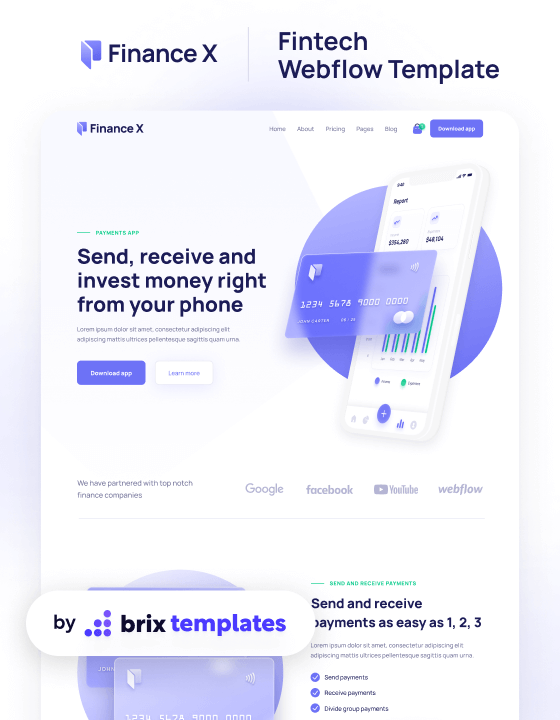 Finance X
Fintech
Webflow Template
Finance X
Home
About
Pricing
Pages
Blog
Download app
PAYMENTS APP
Send, receive and
invest money right
from your phone
Lorem ipsum dolor sit amet, consectetur adipiscing elit
adipiscing mattis ultrices pellentesque sagittis quam urna.
Download app
Learn more
Report
$354,280
$48,104
1234 5678 9000 0000
JOHN CARTER
We have partnered with top notch
finance companies
Google
facebook
YouTube
webflow
SEND AND RECEIVE PAYMENTS
Send and receive
payments as easy as 1, 2, 3
Lorem ipsum dolor sit amet, consectetur adipiscing elit
adipiscing mattis ultrices pellentesque sagittis quam urna.
Send payments
Receive payments
Divide group payments
by brix templates
JOHN
1234 5678 9000 0000